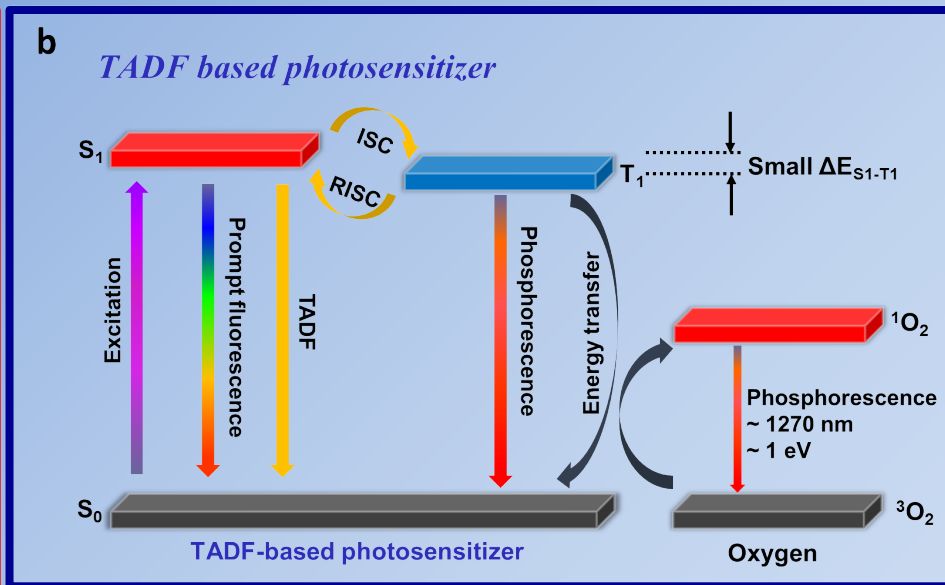 b
TADF based photosensitizer
S₁
ISC
RISC
T₁
Small ΔE_S1-T1
Excitation
Prompt fluorescence
TADF
Phosphorescence
Energy transfer
¹O₂
Phosphorescence
~ 1270 nm
~ 1 eV
S₀
³O₂
TADF-based photosensitizer
Oxygen